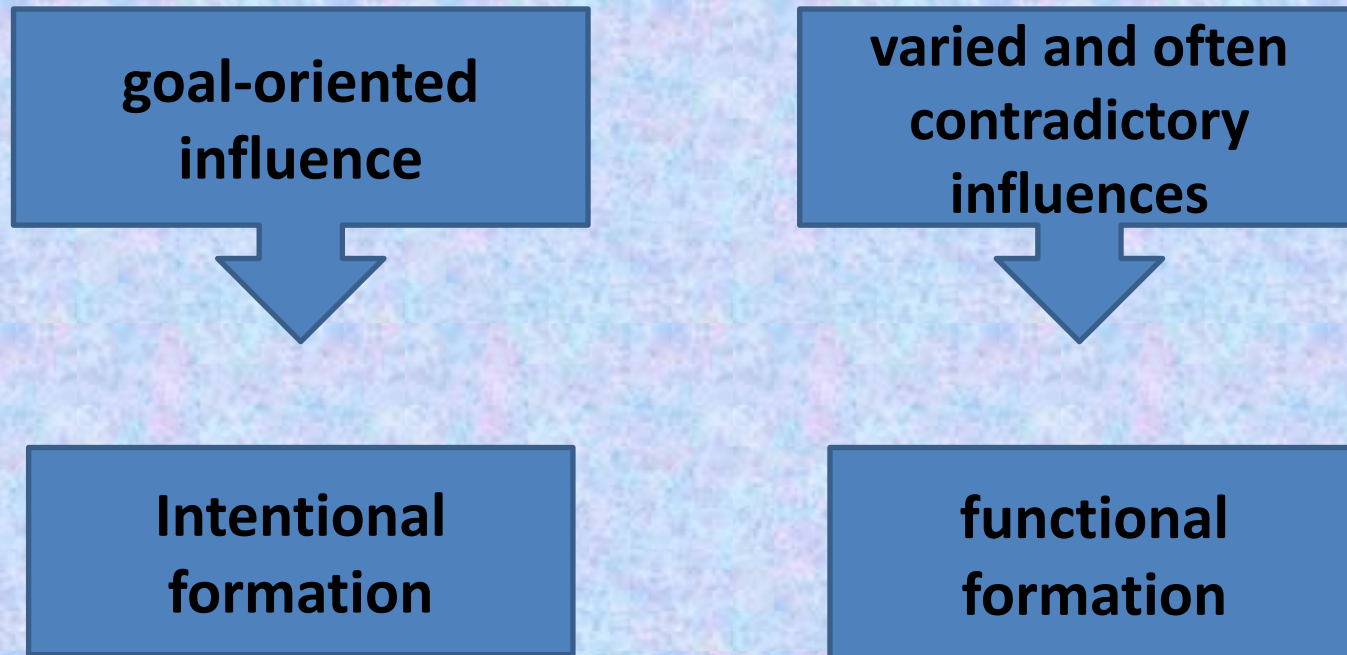 goal-oriented
influence
varied and often
contradictory
influences
Intentional
formation
functional
formation